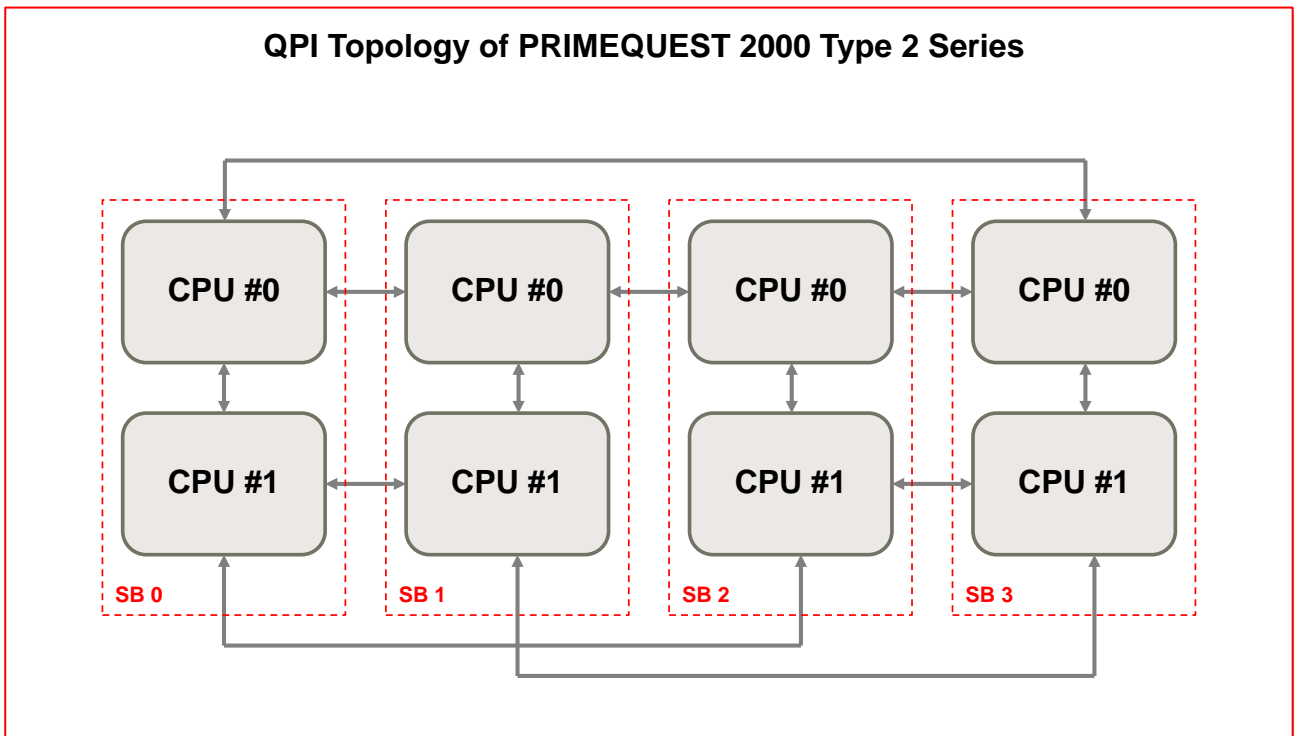 QPI Topology of PRIMEQUEST 2000 Type 2 Series
CPU #0
CPU #0
CPU #0
CPU #0
CPU #1
CPU #1
CPU #1
CPU #1
SB 0
SB 1
SB 2
SB 3